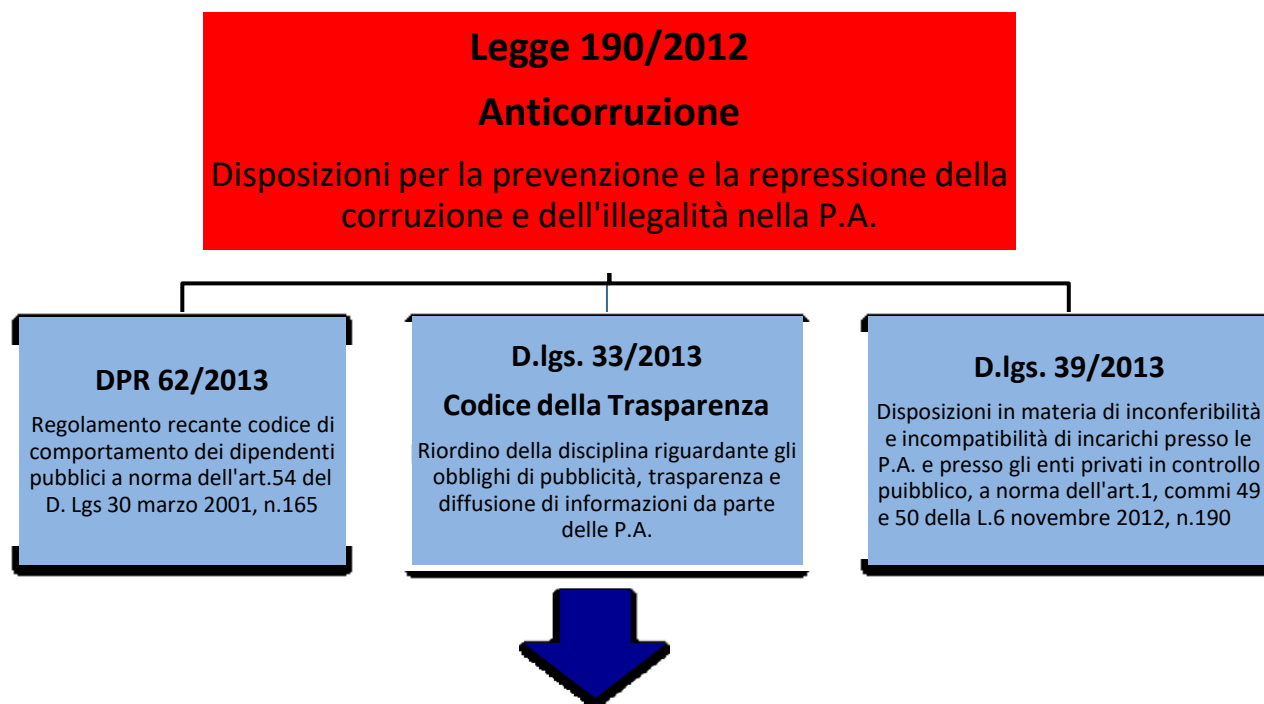 Legge 190/2012
Anticorruzione
Disposizioni per la prevenzione e la repressione della
corruzione e dell'illegalità nella P.A.
DPR 62/2013
Regolamento recante codice di
comportamento dei dipendenti
pubblici a norma dell'art.54 del
D. Lgs 30 marzo 2001, n.165
D.lgs. 33/2013
Codice della Trasparenza
Riordino della disciplina riguardante gli
obblighi di pubblicità, trasparenza e
diffusione di informazioni da parte
delle P.A.
D.lgs. 39/2013
Disposizioni in materia di inconferibilità
e incompatibilità di incarichi presso le
P.A. e presso gli enti privati in controllo
puibblico, a norma dell'art.1, commi 49
e 50 della L.6 novembre 2012, n.190